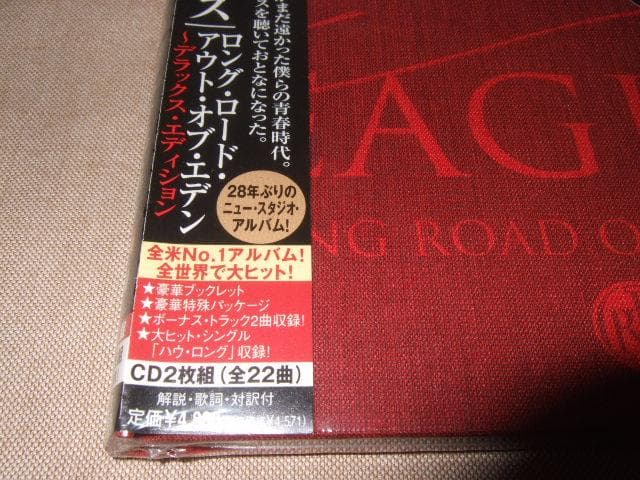 まだ遠かった僕らの青春時代。
スを聴いておとなになった。
ス
ロング・ロード・
アウト・オブ・エデン
～デラックス・エディション
28年ぶりの
ニュー・スタジオ・
アルバム!
全米No.1アルバム!
全世界で大ヒット!
★豪華ブックレット
★豪華特殊パッケージ
★ボーナス・トラック2曲収録!
★大ヒット・シングル
「ハウ・ロング」収録!
CD2枚組(全22曲)
解説・歌詞・対訳付
定価¥4,
¥4,571)
EAG
NG ROAD O